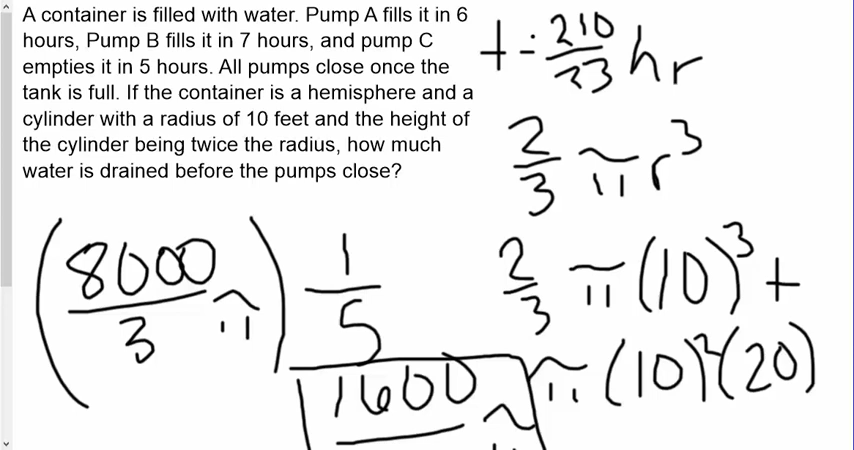 A container is filled with water. Pump A fills it in 6
hours, Pump B fills it in 7 hours, and pump C
empties it in 5 hours. All pumps close once the
tank is full. If the container is a hemisphere and a
cylinder with a radius of 10 feet and the height of
the cylinder being twice the radius, how much
water is drained before the pumps close?
t = 210/23 hr
2/3 π r³
2/3 π (10)³ +
π (10)² (20)
(8000/3 π) 1/5
1600